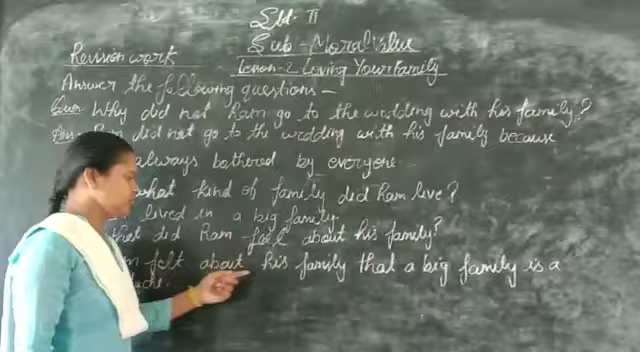 Std - II
Sub - Moral Value
Revision work
Lesson-2 Loving Your Family
Answer the following questions —
Why did not Ram go to the wedding with his family?
Ram did not go to the wedding with his family because
always bothered by everyone.
what kind of family did Ram live?
lived in a big family.
did Ram feel about his family?
felt about his family that a big family is a